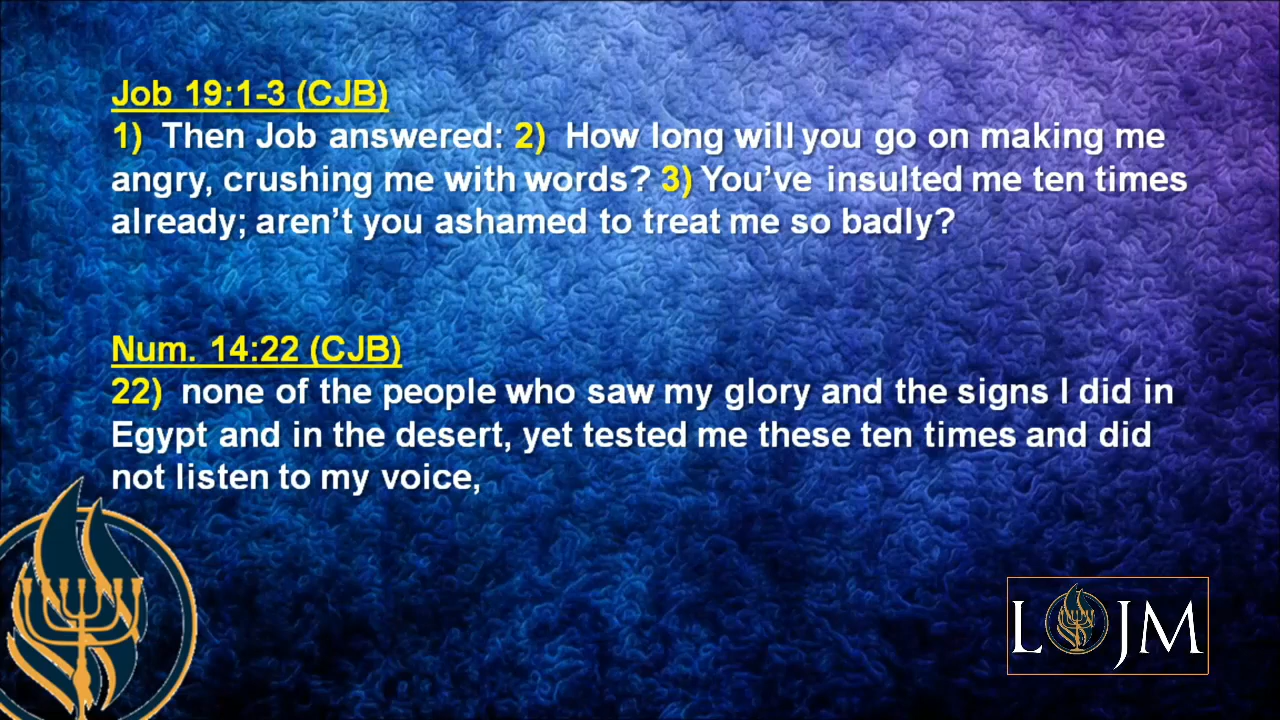 Job 19:1-3 (CJB)
1) Then Job answered: 2) How long will you go on making me
angry, crushing me with words? 3) You’ve insulted me ten times
already; aren’t you ashamed to treat me so badly?
Num. 14:22 (CJB)
22) none of the people who saw my glory and the signs I did in
Egypt and in the desert, yet tested me these ten times and did
not listen to my voice,
LOJM